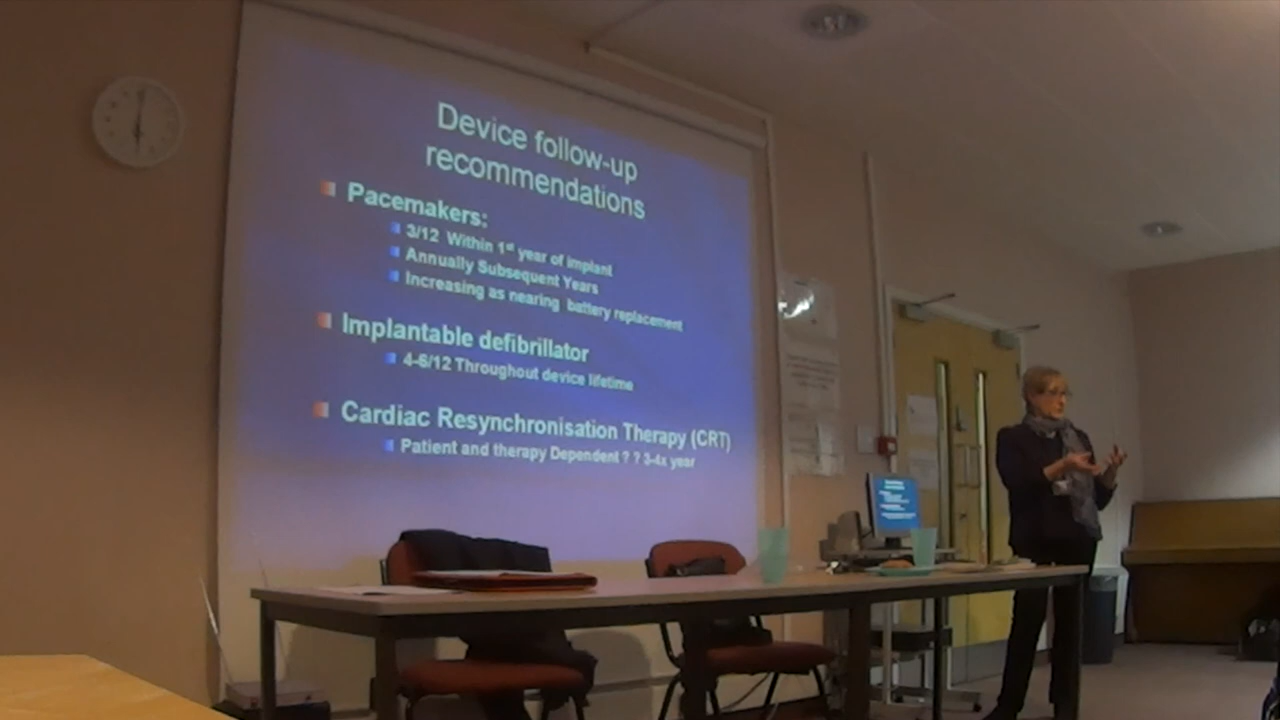 Device follow-up
recommendations
Pacemakers:
3/12 Within 1st year of implant
Annually Subsequent Years
Increasing as nearing battery replacement
Implantable defibrillator
4-6/12 Throughout device lifetime
Cardiac Resynchronisation Therapy (CRT)
Patient and therapy Dependent ? ? 3-4x year